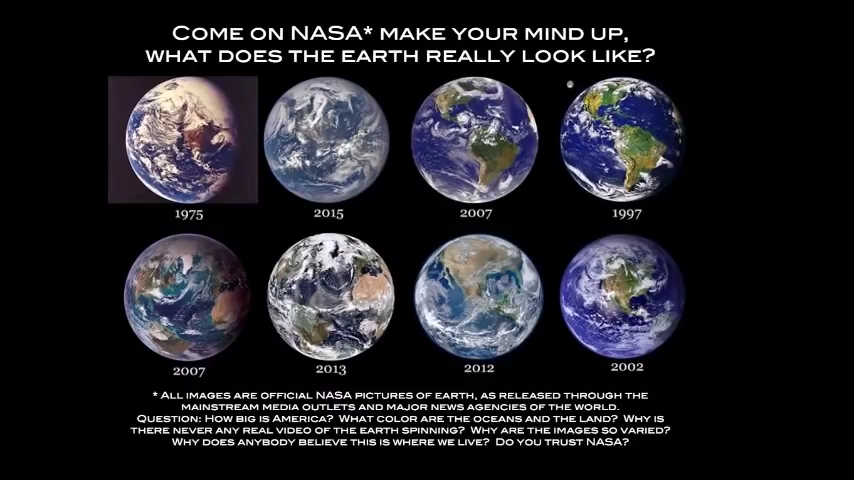 COME ON NASA* MAKE YOUR MIND UP,
WHAT DOES THE EARTH REALLY LOOK LIKE?
1975
2015
2007
1997
2007
2013
2012
2002
* ALL IMAGES ARE OFFICIAL NASA PICTURES OF EARTH, AS RELEASED THROUGH THE
MAINSTREAM MEDIA OUTLETS AND MAJOR NEWS AGENCIES OF THE WORLD.
QUESTION: HOW BIG IS AMERICA? WHAT COLOR ARE THE OCEANS AND THE LAND? WHY IS
THERE NEVER ANY REAL VIDEO OF THE EARTH SPINNING? WHY ARE THE IMAGES SO VARIED?
WHY DOES ANYBODY BELIEVE THIS IS WHERE WE LIVE? DO YOU TRUST NASA?